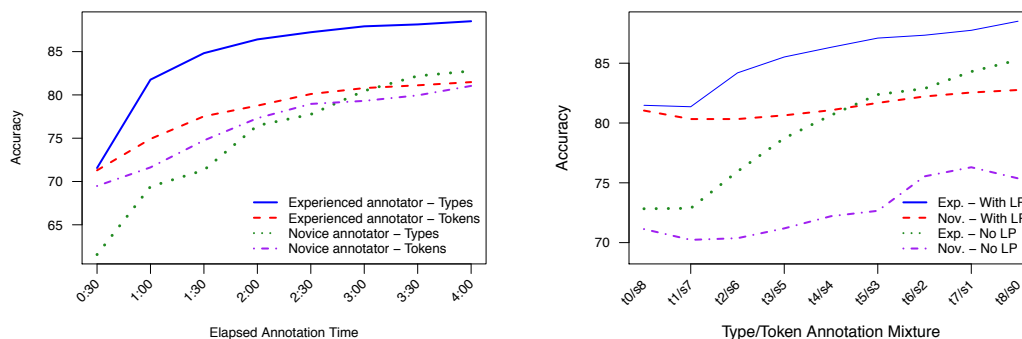 85
80
75
70
65
Accuracy
Experienced annotator – Types
Experienced annotator – Tokens
Novice annotator – Types
Novice annotator – Tokens
0:30
1:00
1:30
2:00
2:30
3:00
3:30
4:00
Elapsed Annotation Time
85
80
75
70
Accuracy
Exp. – With LP
Nov. – With LP
Exp. – No LP
Nov. – No LP
t0/s8
t1/s7
t2/s6
t3/s5
t4/s4
t5/s3
t6/s2
t7/s1
t8/s0
Type/Token Annotation Mixture